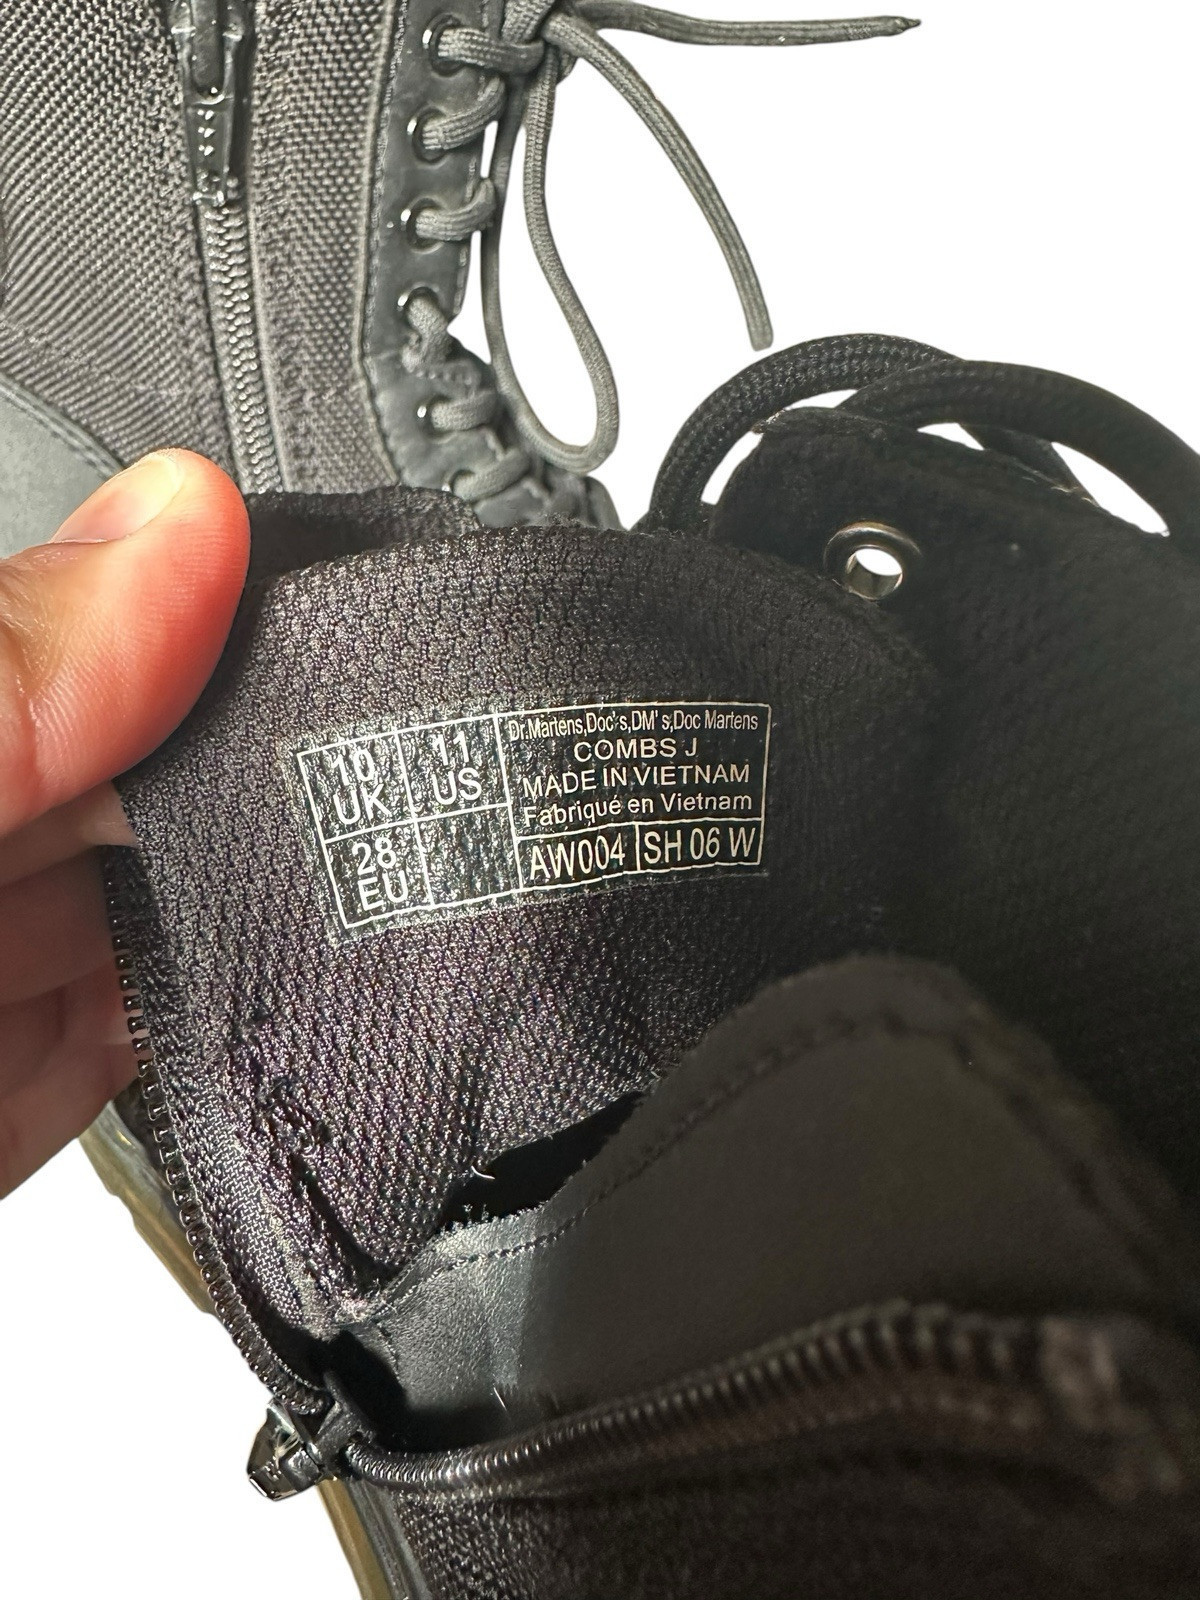 10
UK
11
US
28
EU
Dr.Martens,Doc's,DM's,Doc Martens
COMBS J
MADE IN VIETNAM
Fabriqué en Vietnam
AW004
SH 06 W